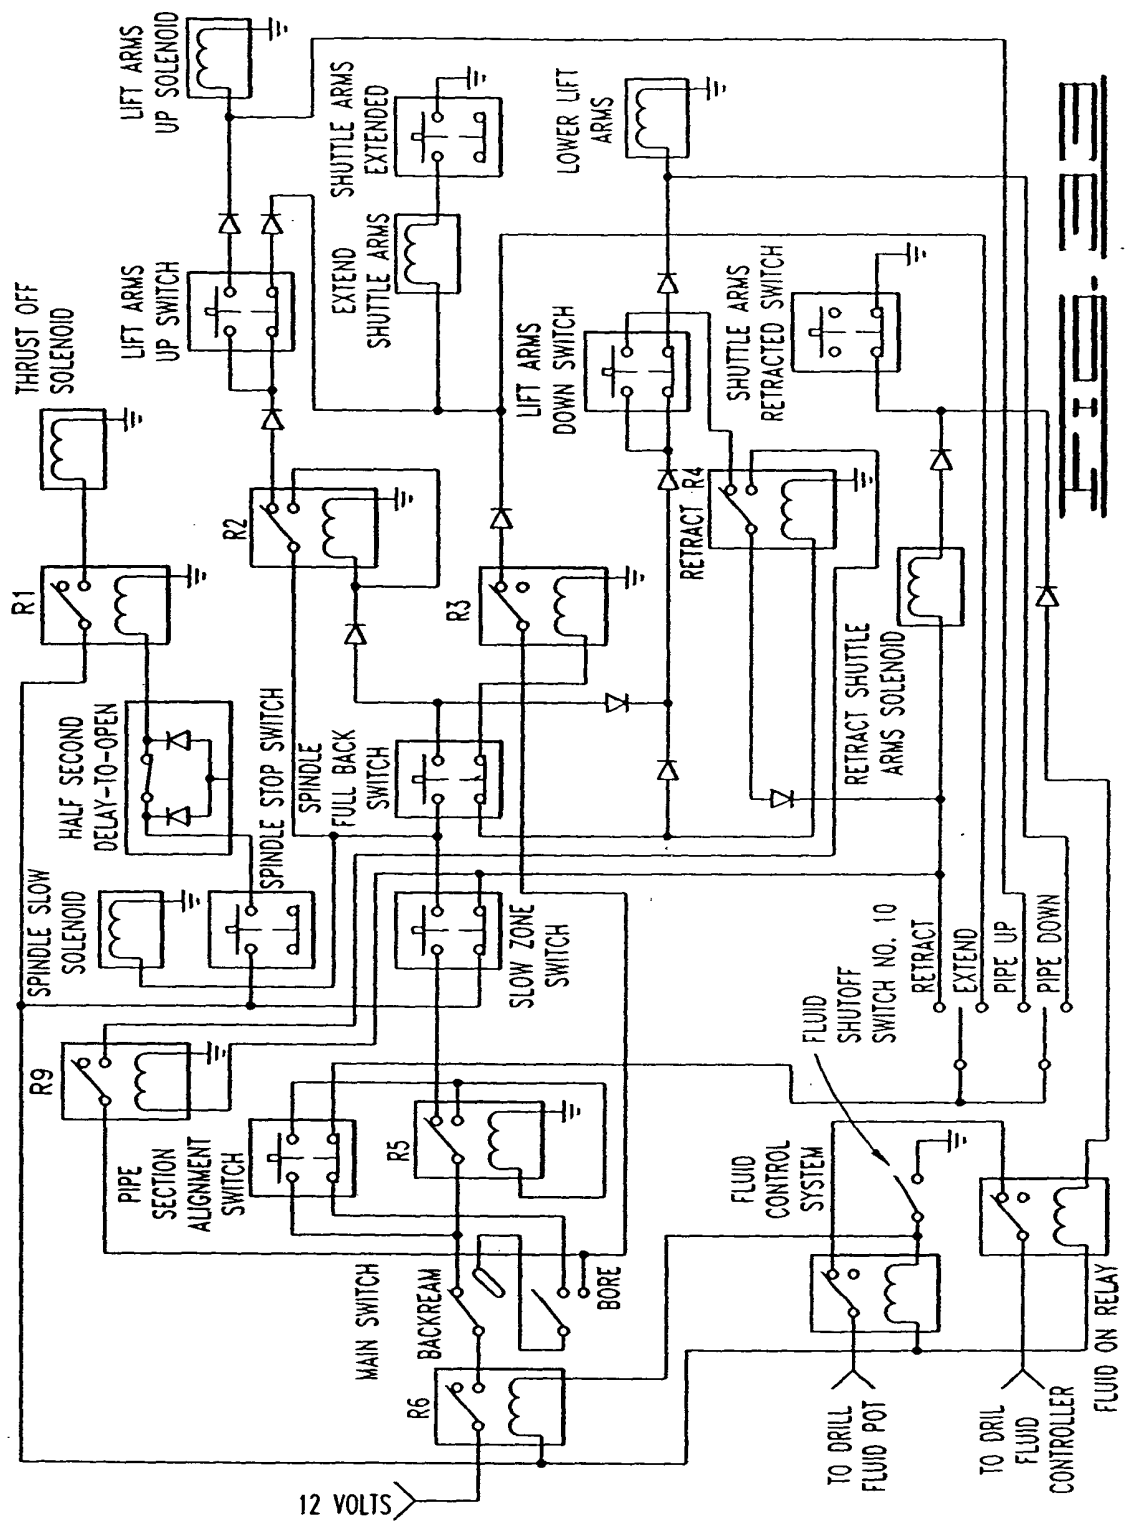 12 VOLTS
R6
MAIN SWITCH
BACKREAM
BORE
PIPE
SECTION
ALIGNMENT
SWITCH
R9
R5
SPINDLE SLOW
SOLENOID
HALF SECOND
DELAY-TO-OPEN
SPINDLE STOP SWITCH
SPINDLE
FULL BACK
SWITCH
SLOW ZONE
SWITCH
R1
THRUST OFF
SOLENOID
R2
LIFT ARMS
UP SWITCH
LIFT ARMS
UP SOLENOID
R3
EXTEND
SHUTTLE ARMS
SHUTTLE ARMS
EXTENDED
LIFT ARMS
DOWN SWITCH
LOWER LIFT
ARMS
RETRACT R4
SHUTTLE ARMS
RETRACTED SWITCH
RETRACT SHUTTLE
ARMS SOLENOID
FLUID
CONTROL
SYSTEM
FLUID
SHUTOFF
SWITCH NO. 10
RETRACT
EXTEND
PIPE UP
PIPE DOWN
TO DRILL
FLUID POT
TO DRIL
FLUID
CONTROLLER
FLUID ON RELAY